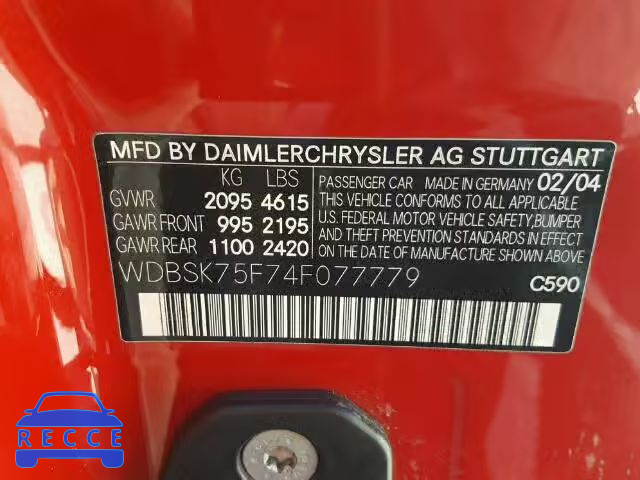 MFD BY DAIMLERCHRYSLER AG STUTTGART
KG LBS
GVWR 2095 4615
GAWR FRONT 995 2195
GAWR REAR 1100 2420
PASSENGER CAR MADE IN GERMANY 02/04
THIS VEHICLE CONFORMS TO ALL APPLICABLE
U.S. FEDERAL MOTOR VEHICLE SAFETY,BUMPER
AND THEFT PREVENTION STANDARDS IN EFFECT
ON THE DATE OF MANUFACTURE SHOWN ABOVE
WDBSK75F74F077779
C590
RECCE